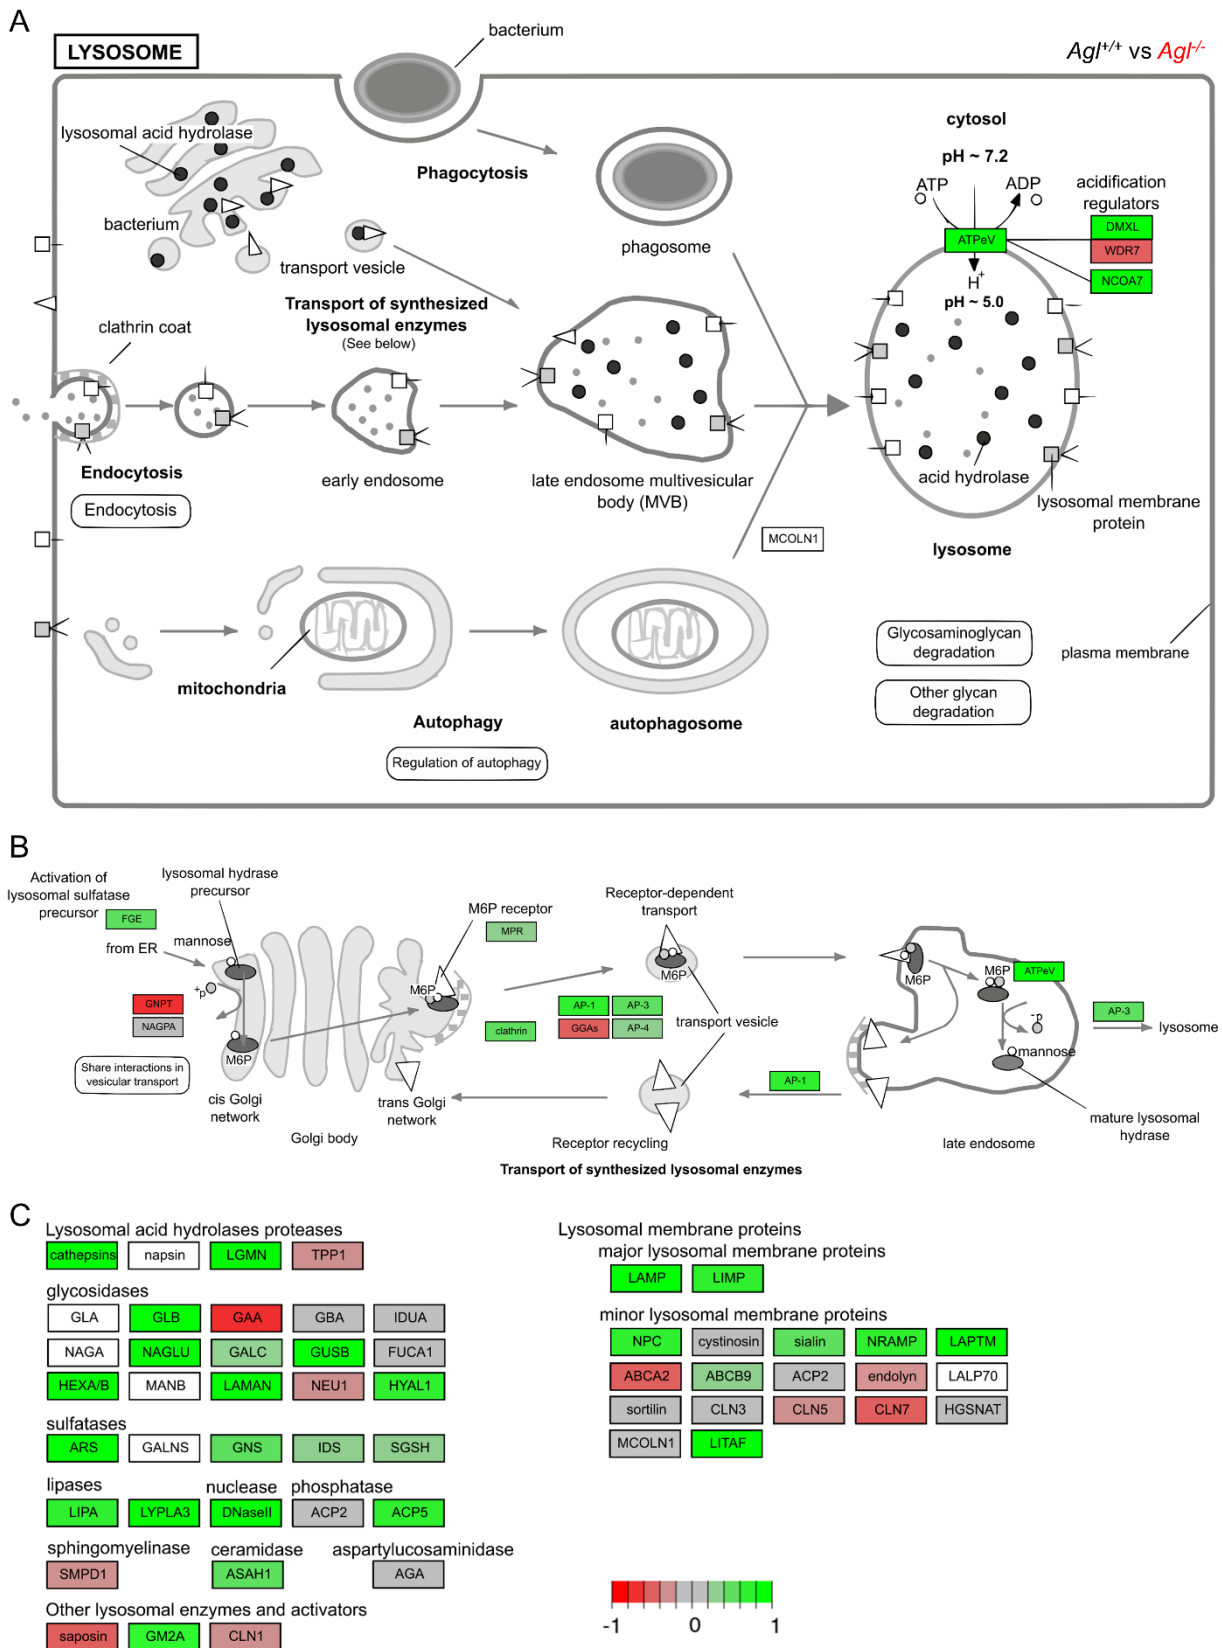 A
LYSOSOME
bacterium
Agl+/+ vs Agl-/-
lysosomal acid hydrolase
Phagocytosis
cytosol
pH ~ 7.2
ATP
ADP
acidification
regulators
DMXL
WDR7
NCOA7
ATPeV
H+
pH ~ 5.0
bacterium
transport vesicle
phagosome
Transport of synthesized
lysosomal enzymes
(See below)
clathrin coat
Endocytosis
Endocytosis
early endosome
late endosome multivesicular
body (MVB)
acid hydrolase
lysosomal membrane
protein
MCOLN1
lysosome
mitochondria
Autophagy
autophagosome
Regulation of autophagy
Glycosaminoglycan
degradation
Other glycan
degradation
plasma membrane
B
Activation of
lysosomal sulfatase
precursor
FGE
lysosomal hydrase
precursor
from ER
mannose
+p
GNPT
NAGPA
M6P
Share interactions in
vesicular transport
cis Golgi
network
Golgi body
trans Golgi
network
M6P receptor
MPR
M6P
clathrin
Receptor-dependent
transport
M6P
AP-1
AP-3
GGAs
AP-4
transport vesicle
AP-1
Receptor recycling
M6P
M6P
ATPeV
-p
mannose
AP-3
lysosome
mature lysosomal
hydrase
late endosome
Transport of synthesized lysosomal enzymes
C
Lysosomal acid hydrolases proteases
cathepsins napsin LGMN TPP1
glycosidases
GLA GLB GAA GBA IDUA
NAGA NAGLU GALC GUSB FUCA1
HEXA/B MANB LAMAN NEU1 HYAL1
sulfatases
ARS GALNS GNS IDS SGSH
lipases nuclease phosphatase
LIPA LYPLA3 DNaseII ACP2 ACP5
sphingomyelinase ceramidase aspartylucosaminidase
SMPD1 ASAH1 AGA
Other lysosomal enzymes and activators
saposin GM2A CLN1
Lysosomal membrane proteins
major lysosomal membrane proteins
LAMP LIMP
minor lysosomal membrane proteins
NPC cystinosin sialin NRAMP LAPTM
ABCA2 ABCB9 ACP2 endolyn LALP70
sortilin CLN3 CLN5 CLN7 HGSNAT
MCOLN1 LITAF
-1 0 1